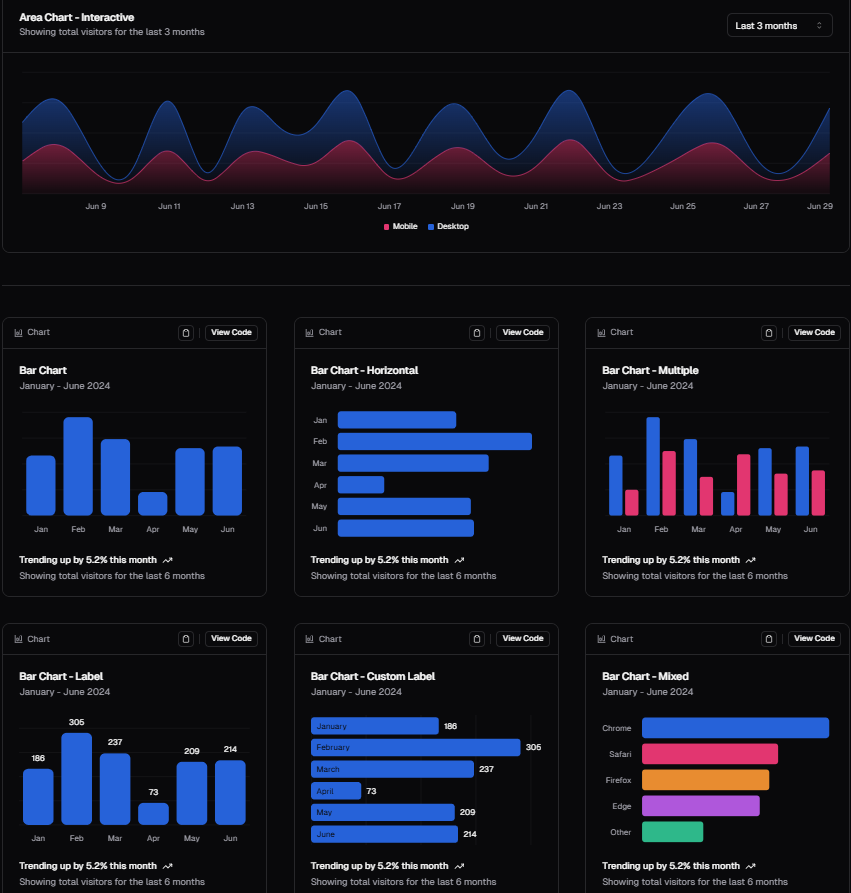 Area Chart - Interactive
Showing total visitors for the last 3 months
Last 3 months
Jun 9 Jun 11 Jun 13 Jun 15 Jun 17 Jun 19 Jun 21 Jun 23 Jun 25 Jun 27 Jun 29
Mobile Desktop
Chart View Code
Bar Chart
January - June 2024
Jan Feb Mar Apr May Jun
Trending up by 5.2% this month
Showing total visitors for the last 6 months
Chart View Code
Bar Chart - Horizontal
January - June 2024
Jan
Feb
Mar
Apr
May
Jun
Trending up by 5.2% this month
Showing total visitors for the last 6 months
Chart View Code
Bar Chart - Multiple
January - June 2024
Jan Feb Mar Apr May Jun
Trending up by 5.2% this month
Showing total visitors for the last 6 months
Chart View Code
Bar Chart - Label
January - June 2024
186 305 237 73 209 214
Jan Feb Mar Apr May Jun
Trending up by 5.2% this month
Showing total visitors for the last 6 months
Chart View Code
Bar Chart - Custom Label
January - June 2024
January 186
February 305
March 237
April 73
May 209
June 214
Trending up by 5.2% this month
Showing total visitors for the last 6 months
Chart View Code
Bar Chart - Mixed
January - June 2024
Chrome
Safari
Firefox
Edge
Other
Trending up by 5.2% this month
Showing total visitors for the last 6 months